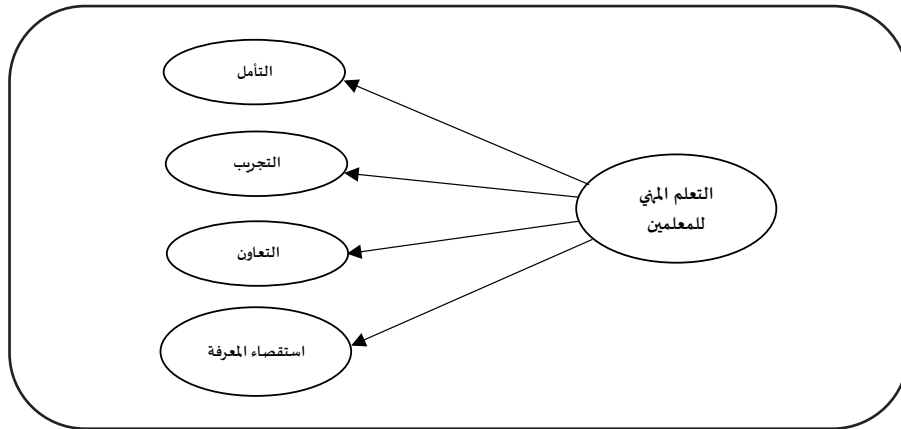 التعلم المهني
للمعلمين
التأمل
التجريب
التعاون
استقصاء المعرفة